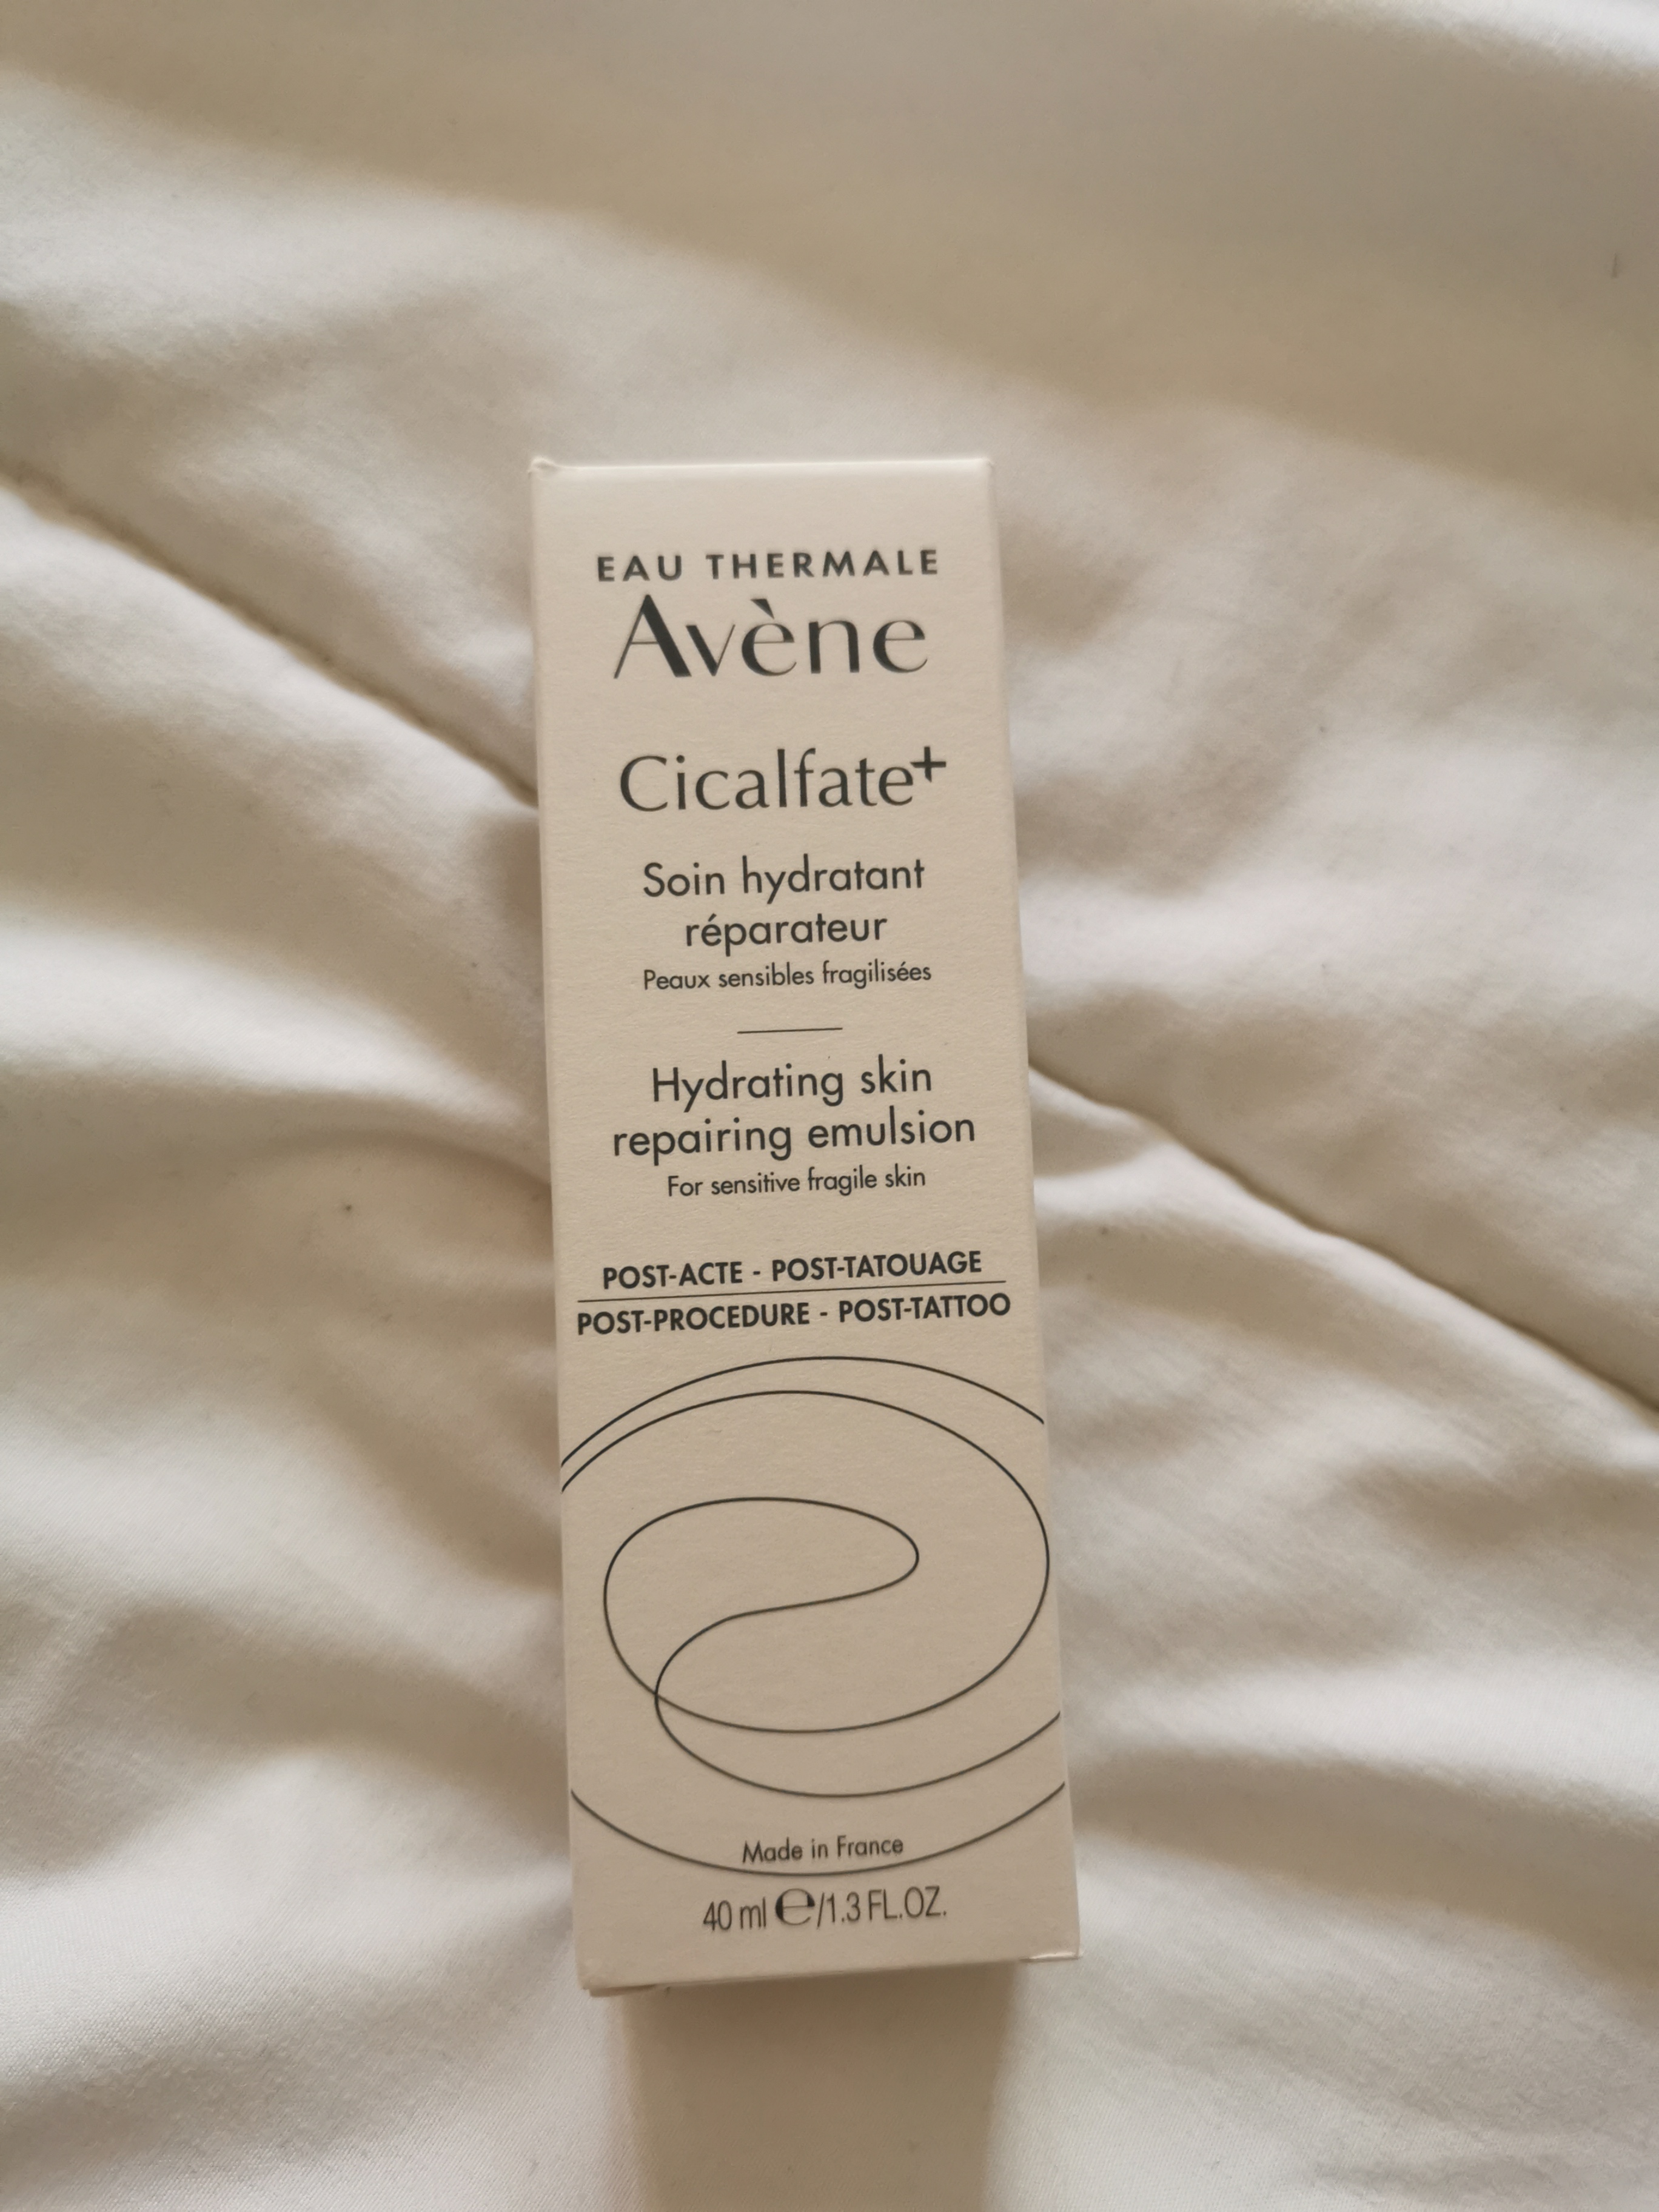 EAU THERMALE
Avène
Cicalfate+
Soin hydratant
réparateur
Peaux sensibles fragilisées
Hydrating skin
repairing emulsion
For sensitive fragile skin
POST-ACTE - POST-TATOUAGE
POST-PROCEDURE - POST-TATTOO
Made in France
40 ml ℮/1.3 FL.OZ.